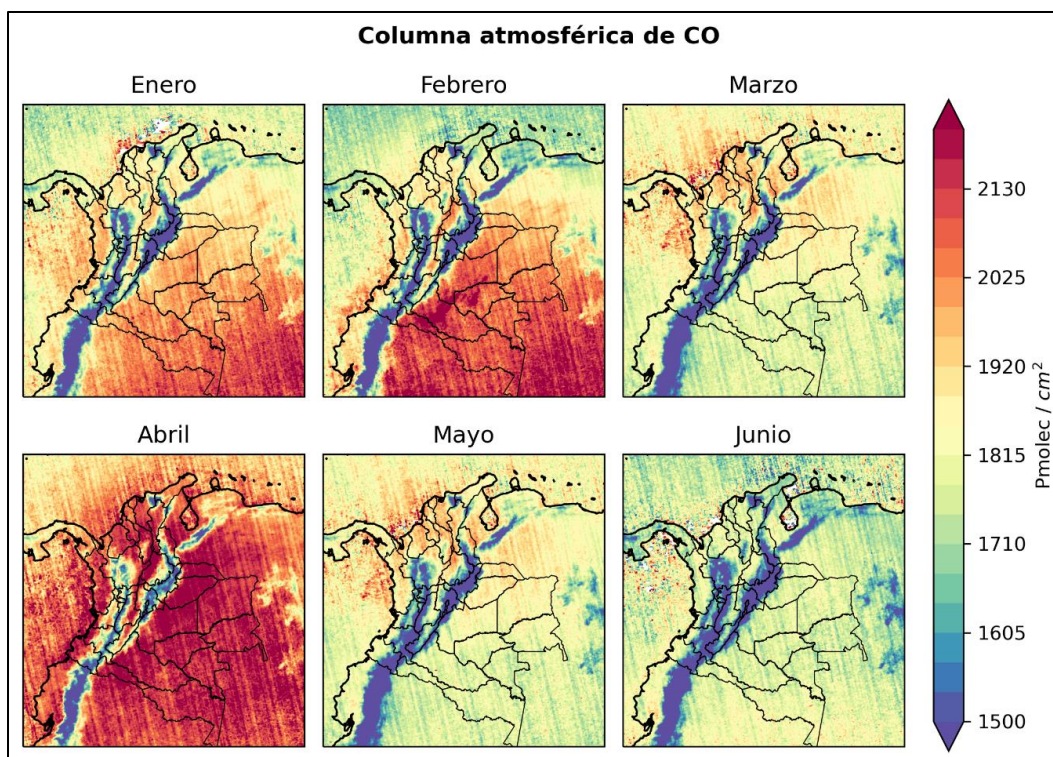 Columna atmosférica de CO
Enero
Febrero
Marzo
Abril
Mayo
Junio
2130
2025
1920
1815
1710
1605
1500
Pmolec / cm²